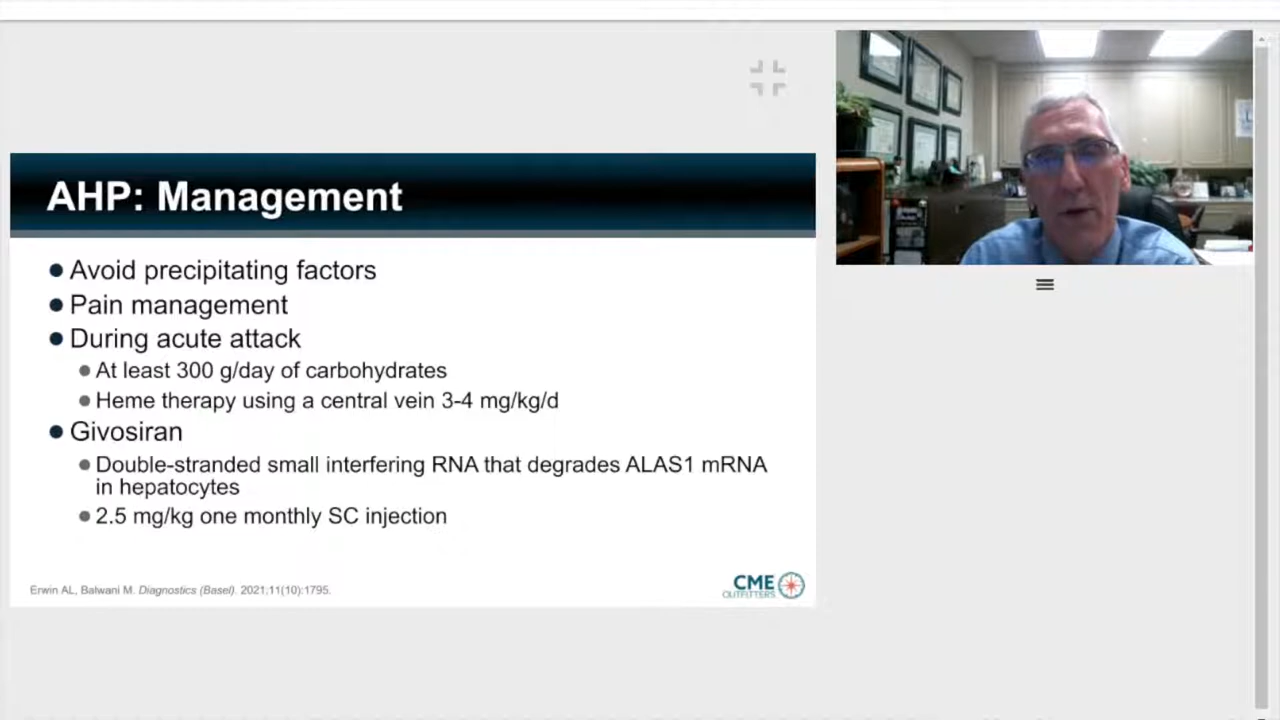 AHP: Management
Avoid precipitating factors
Pain management
During acute attack
At least 300 g/day of carbohydrates
Heme therapy using a central vein 3-4 mg/kg/d
Givosiran
Double-stranded small interfering RNA that degrades ALAS1 mRNA
in hepatocytes
2.5 mg/kg one monthly SC injection
Erwin AL, Balwani M. Diagnostics (Basel). 2021;11(10):1795.
CME
OUTFITTERS